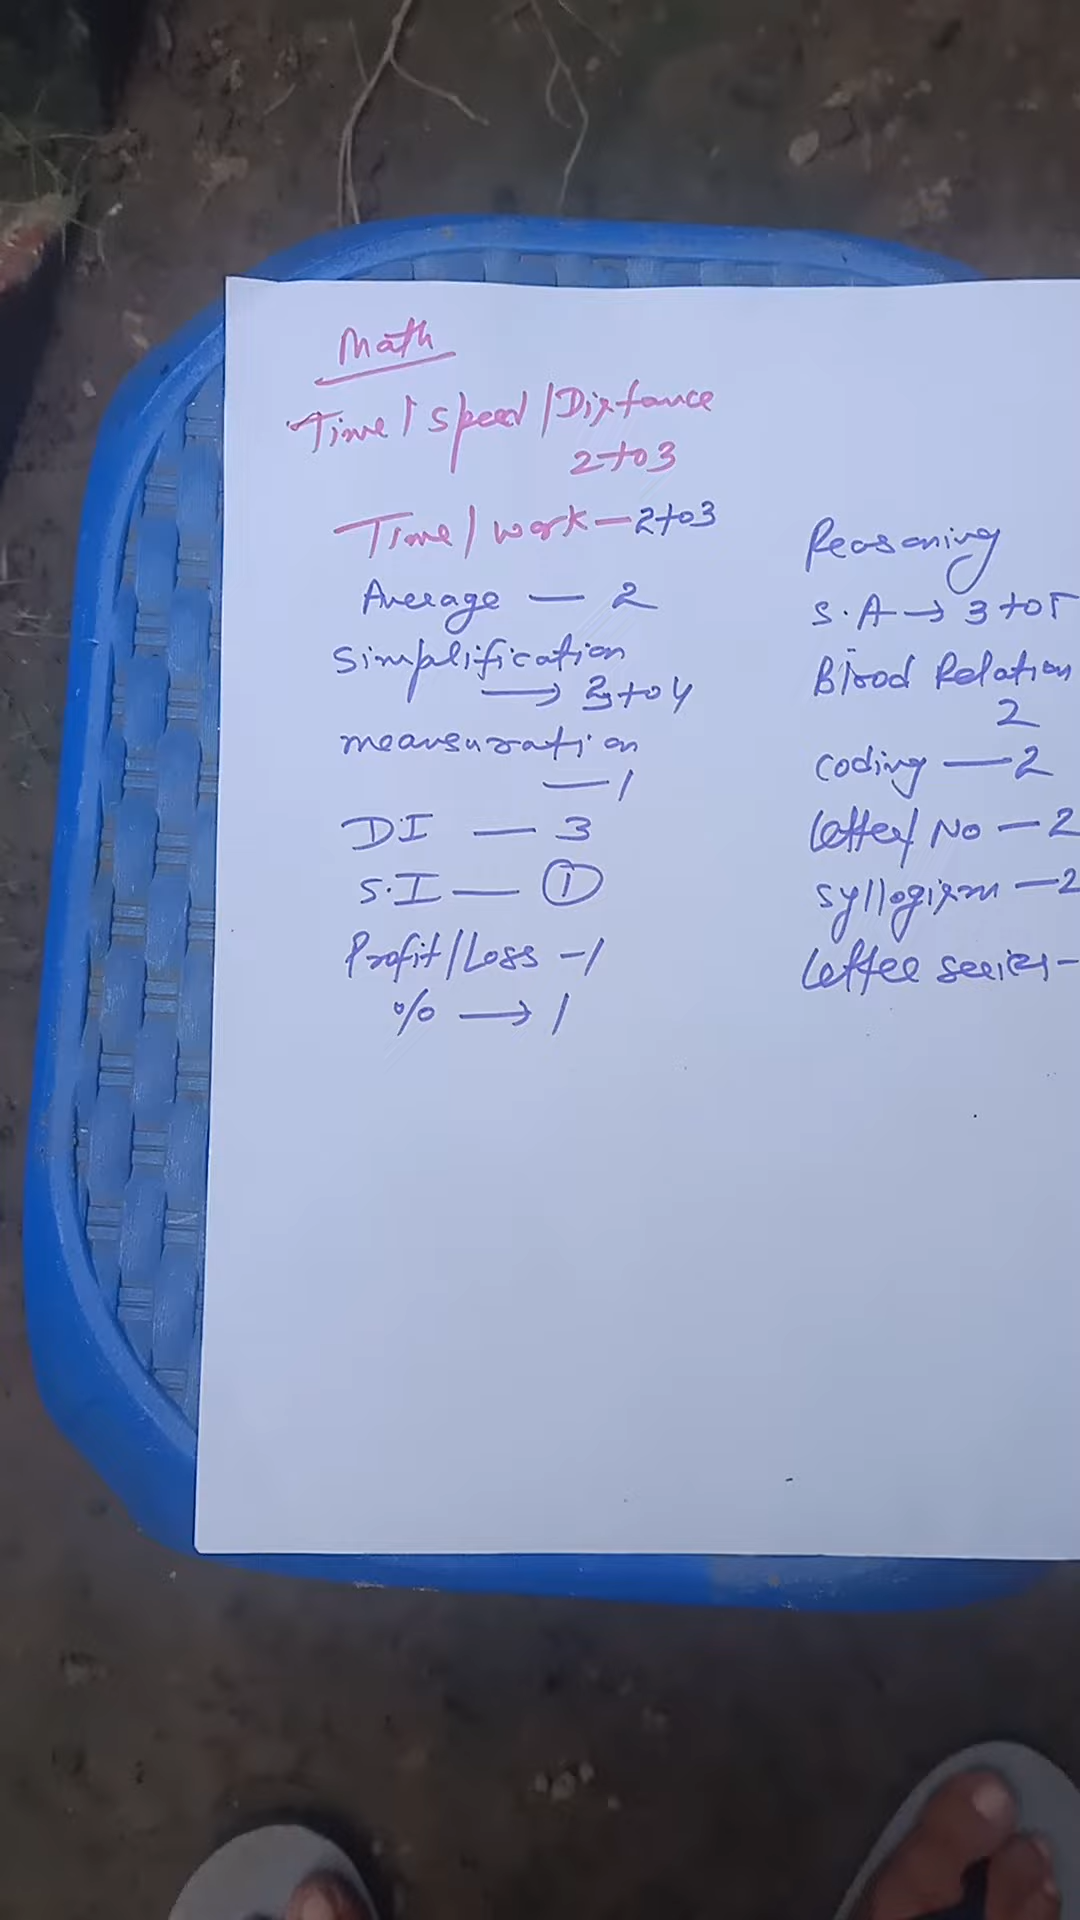 Math
Time/Speed/Distance
2to3
Time/work—2to3
Average — 2
Simplification
→ 3to4
meansuration
—1
DI — 3
S.I — 1
Profit/Loss -1
% → 1
Reasoning
S.A → 3to5
Blood Relation
2
coding — 2
letter/No — 2
syllogism — 2
Letter series -